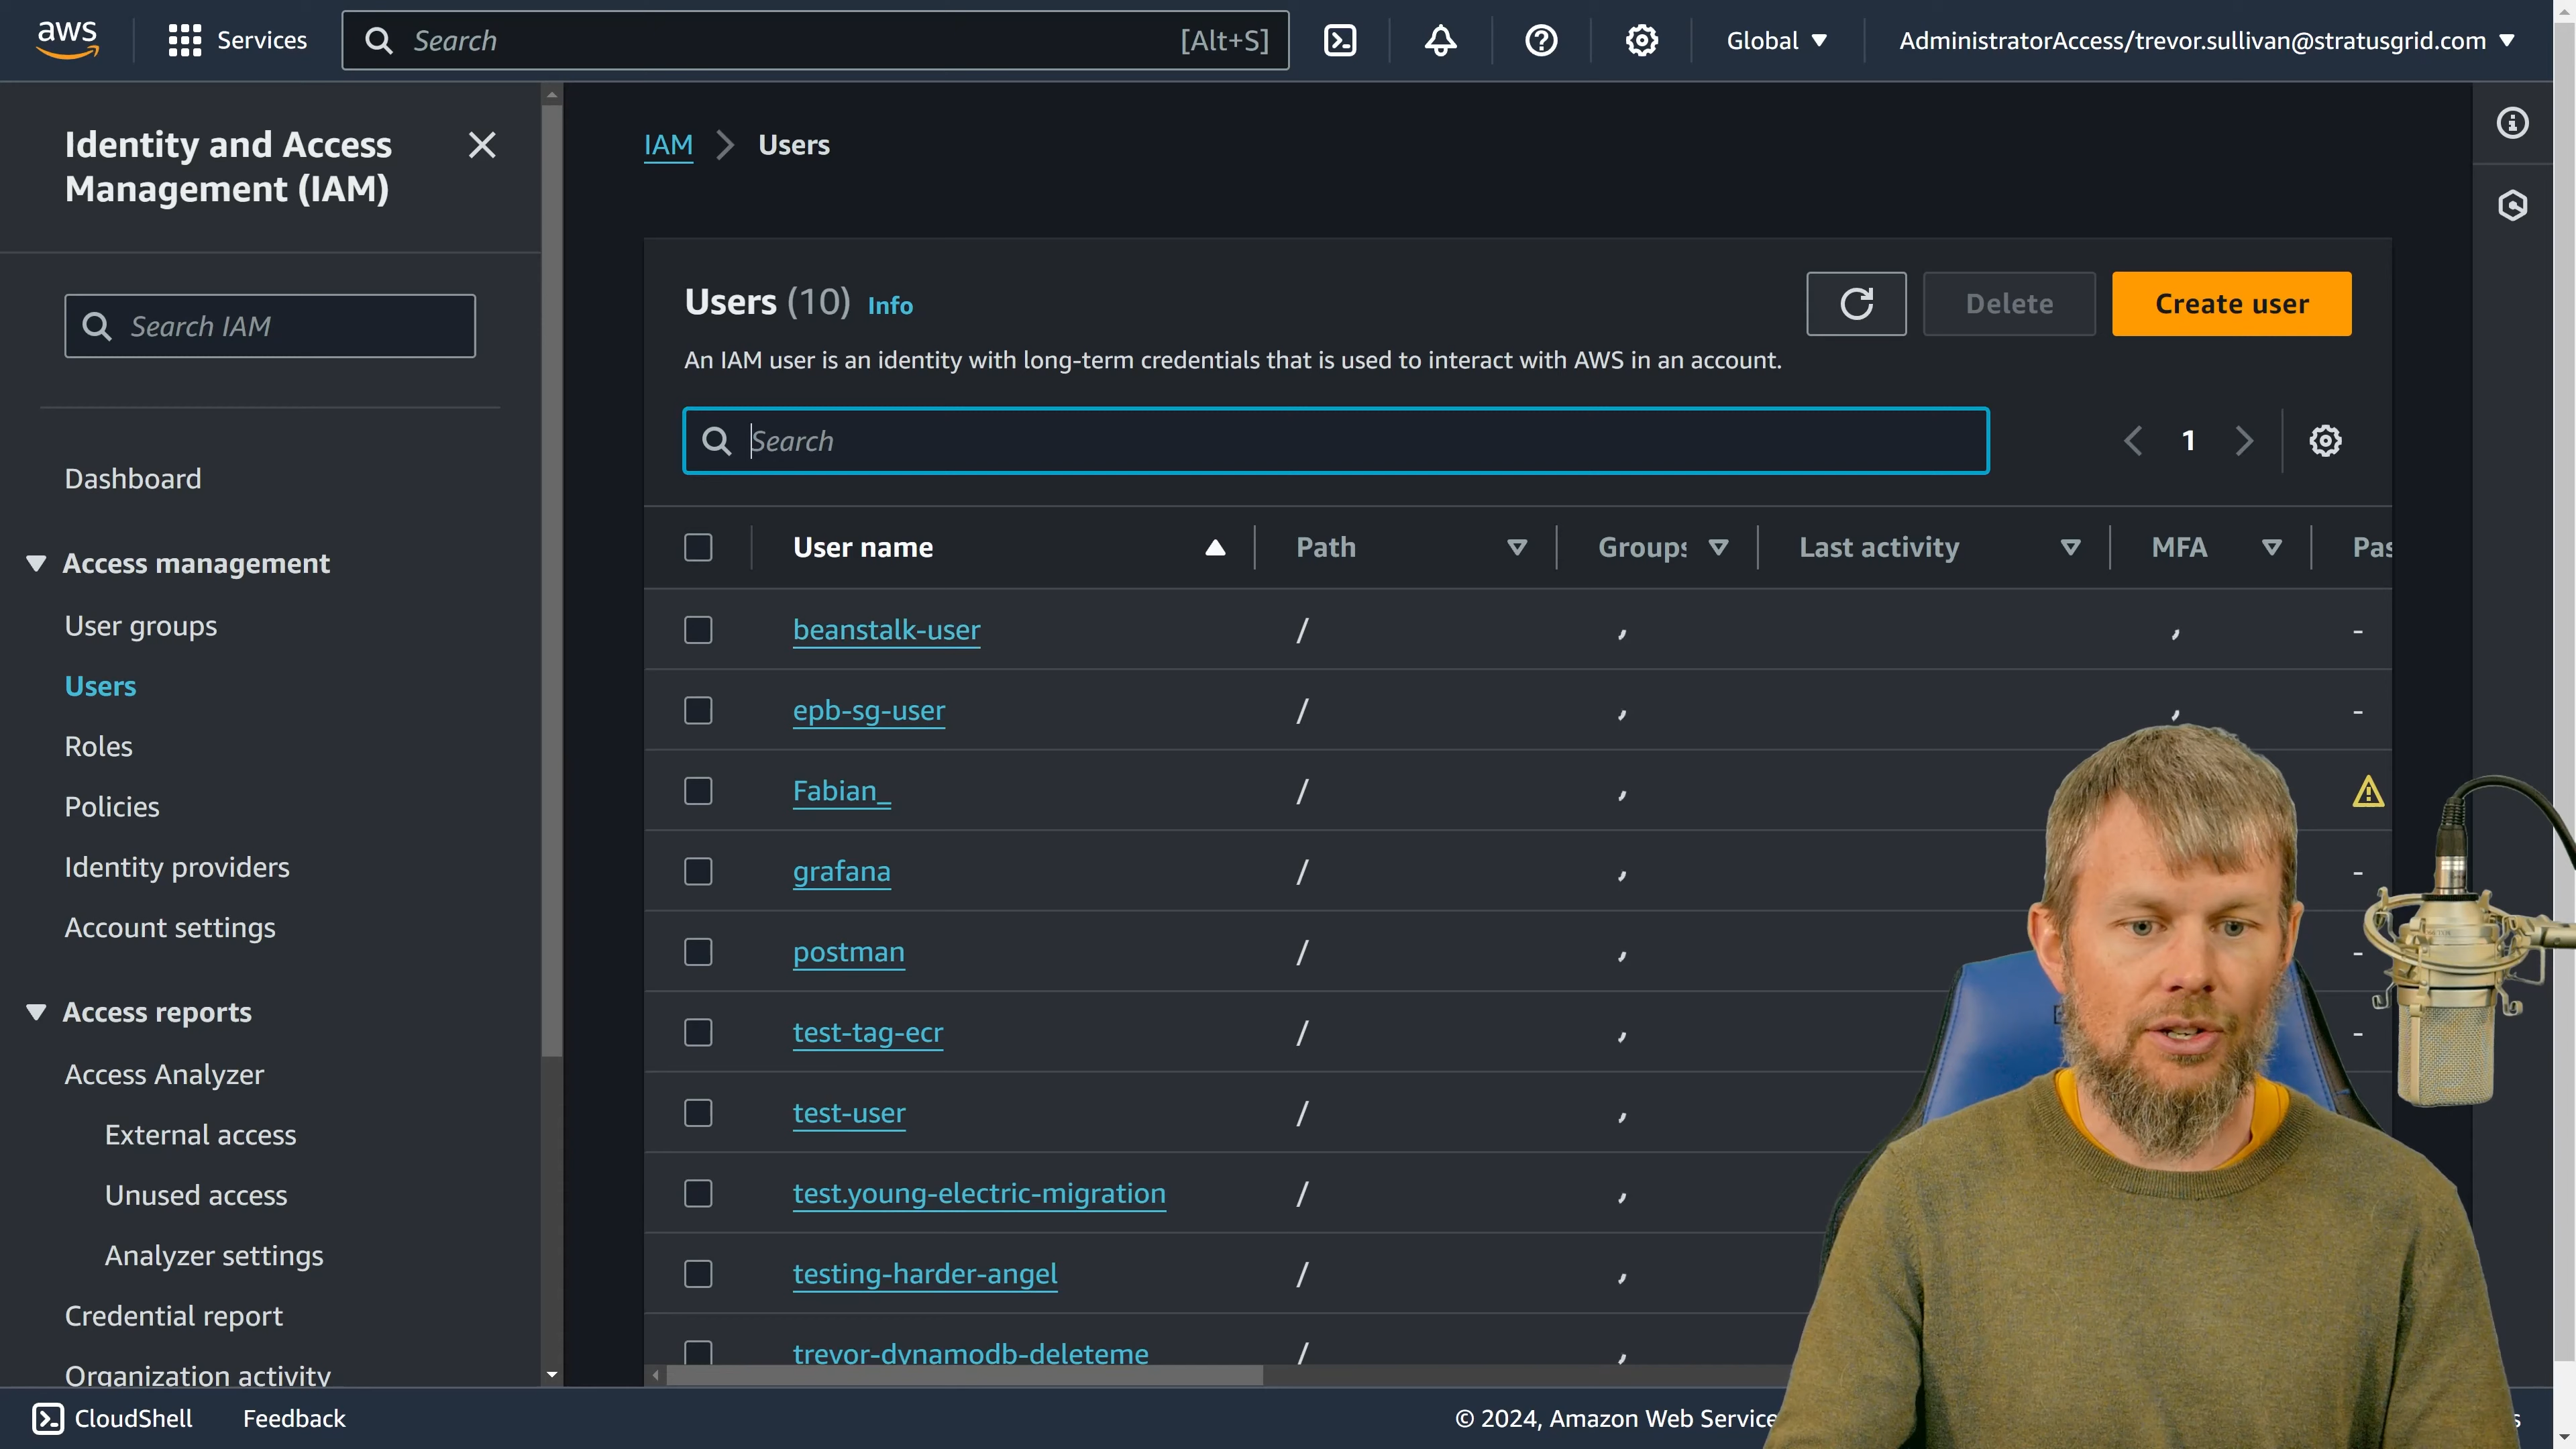 aws
Services
Search
[Alt+S]
Global
AdministratorAccess/trevor.sullivan@stratusgrid.com
Identity and Access
Management (IAM)
Search IAM
Dashboard
Access management
User groups
Users
Roles
Policies
Identity providers
Account settings
Access reports
Access Analyzer
External access
Unused access
Analyzer settings
Credential report
Organization activity
IAM > Users
Users (10) Info
Delete
Create user
An IAM user is an identity with long-term credentials that is used to interact with AWS in an account.
Search
1
User name Path Groups Last activity MFA Pas
beanstalk-user / , , -
epb-sg-user / , , -
Fabian_ / ,
grafana / , -
postman / , -
test-tag-ecr / , -
test-user / ,
test.young-electric-migration / ,
testing-harder-angel / ,
trevor-dynamodb-deleteme / ,
CloudShell
Feedback
© 2024, Amazon Web Service